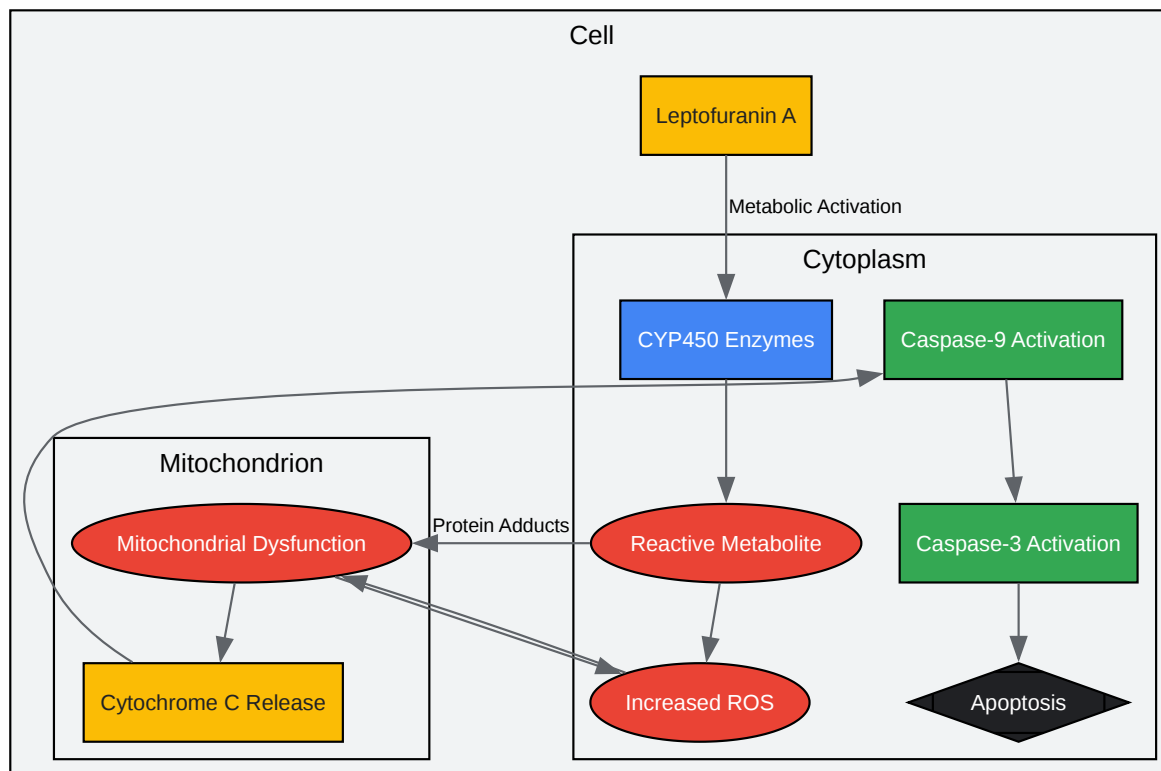 Cell
Leptofuranin A
Metabolic Activation
Cytoplasm
CYP450 Enzymes
Caspase-9 Activation
Mitochondrion
Mitochondrial Dysfunction
Protein Adducts
Reactive Metabolite
Caspase-3 Activation
Cytochrome C Release
Increased ROS
Apoptosis